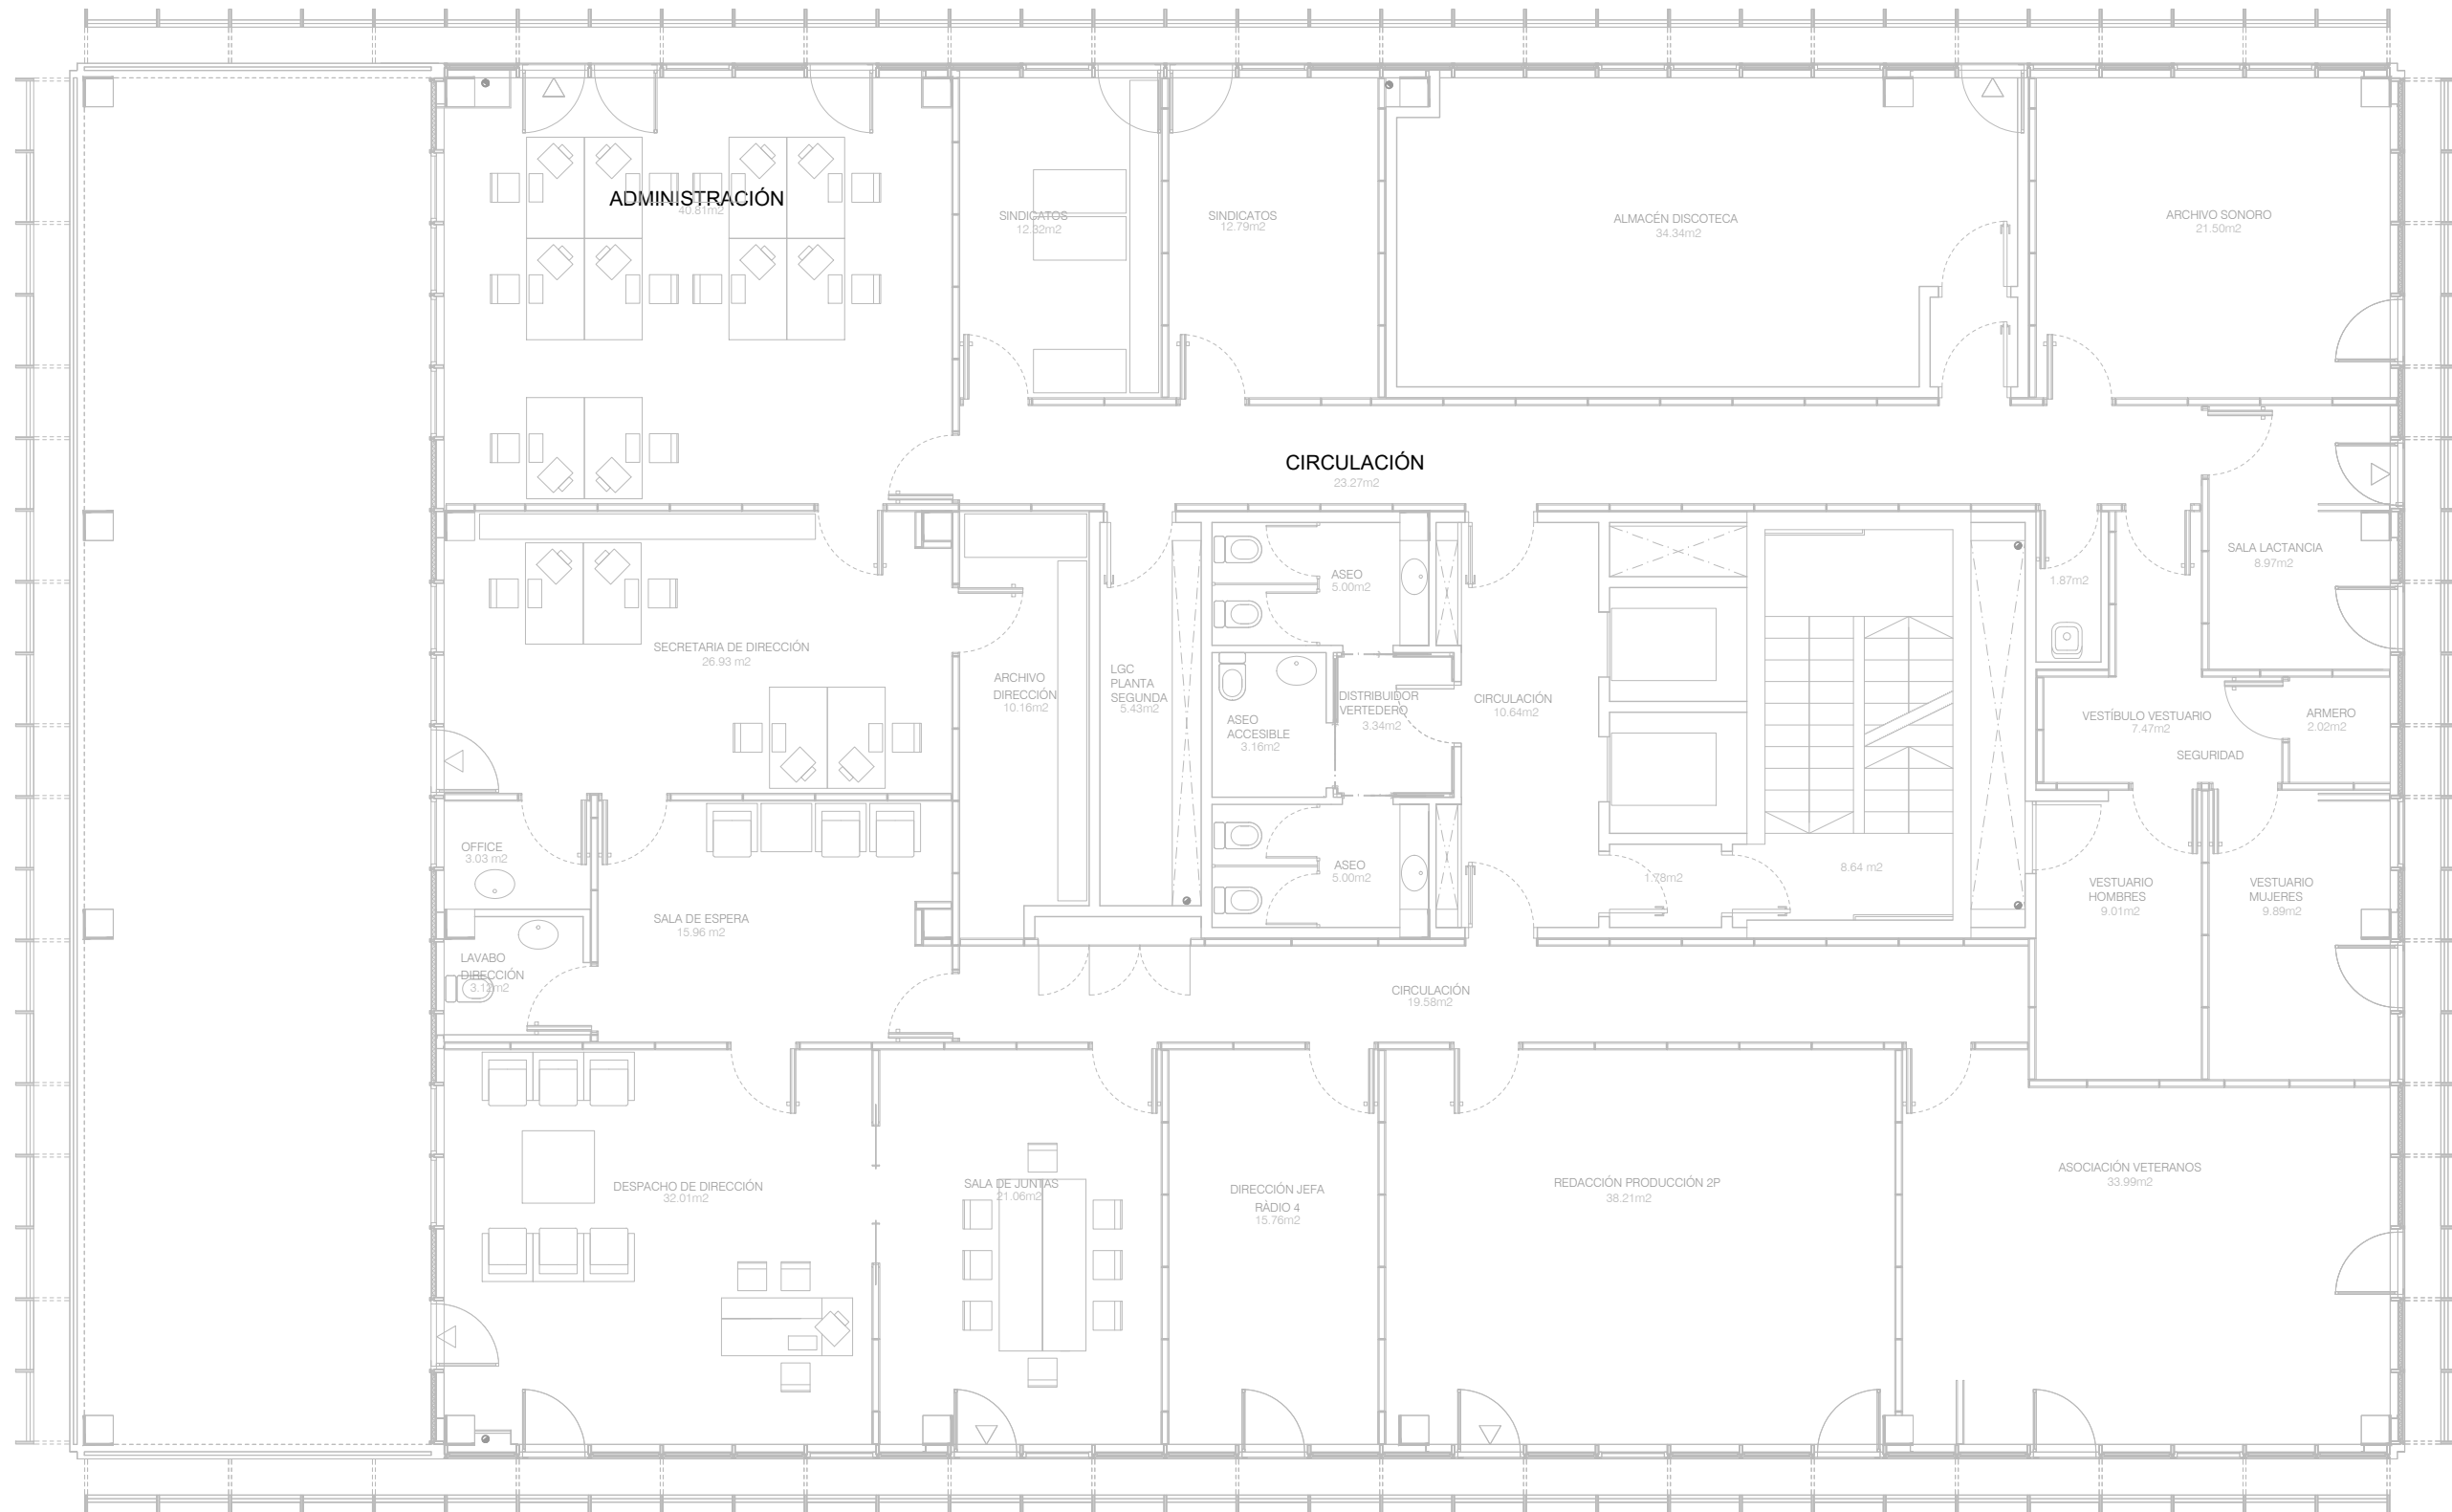 ADMINISTRACIÓN
40.81m2
SINDICATOS
12.32m2
SINDICATOS
12.79m2
ALMACÉN DISCOTECA
34.34m2
ARCHIVO SONORO
21.50m2
CIRCULACIÓN
23.27m2
SECRETARIA DE DIRECCIÓN
26.93 m2
ARCHIVO
DIRECCIÓN
10.16m2
LGC
PLANTA
SEGUNDA
5.43m2
ASEO
5.00m2
ASEO
ACCESIBLE
3.16m2
DISTRIBUIDOR
VERTEDERO
3.34m2
ASEO
5.00m2
CIRCULACIÓN
10.64m2
1.78m2
8.64 m2
1.87m2
SALA LACTANCIA
8.97m2
VESTÍBULO VESTUARIO
7.47m2
SEGURIDAD
ARMERO
2.02m2
VESTUARIO
HOMBRES
9.01m2
VESTUARIO
MUJERES
9.89m2
OFFICE
3.03 m2
LAVABO
DIRECCIÓN
3.12m2
SALA DE ESPERA
15.96 m2
CIRCULACIÓN
19.58m2
DESPACHO DE DIRECCIÓN
32.01m2
SALA DE JUNTAS
21.06m2
DIRECCIÓN JEFA
RÀDIO 4
15.76m2
REDACCIÓN PRODUCCIÓN 2P
38.21m2
ASOCIACIÓN VETERANOS
33.99m2